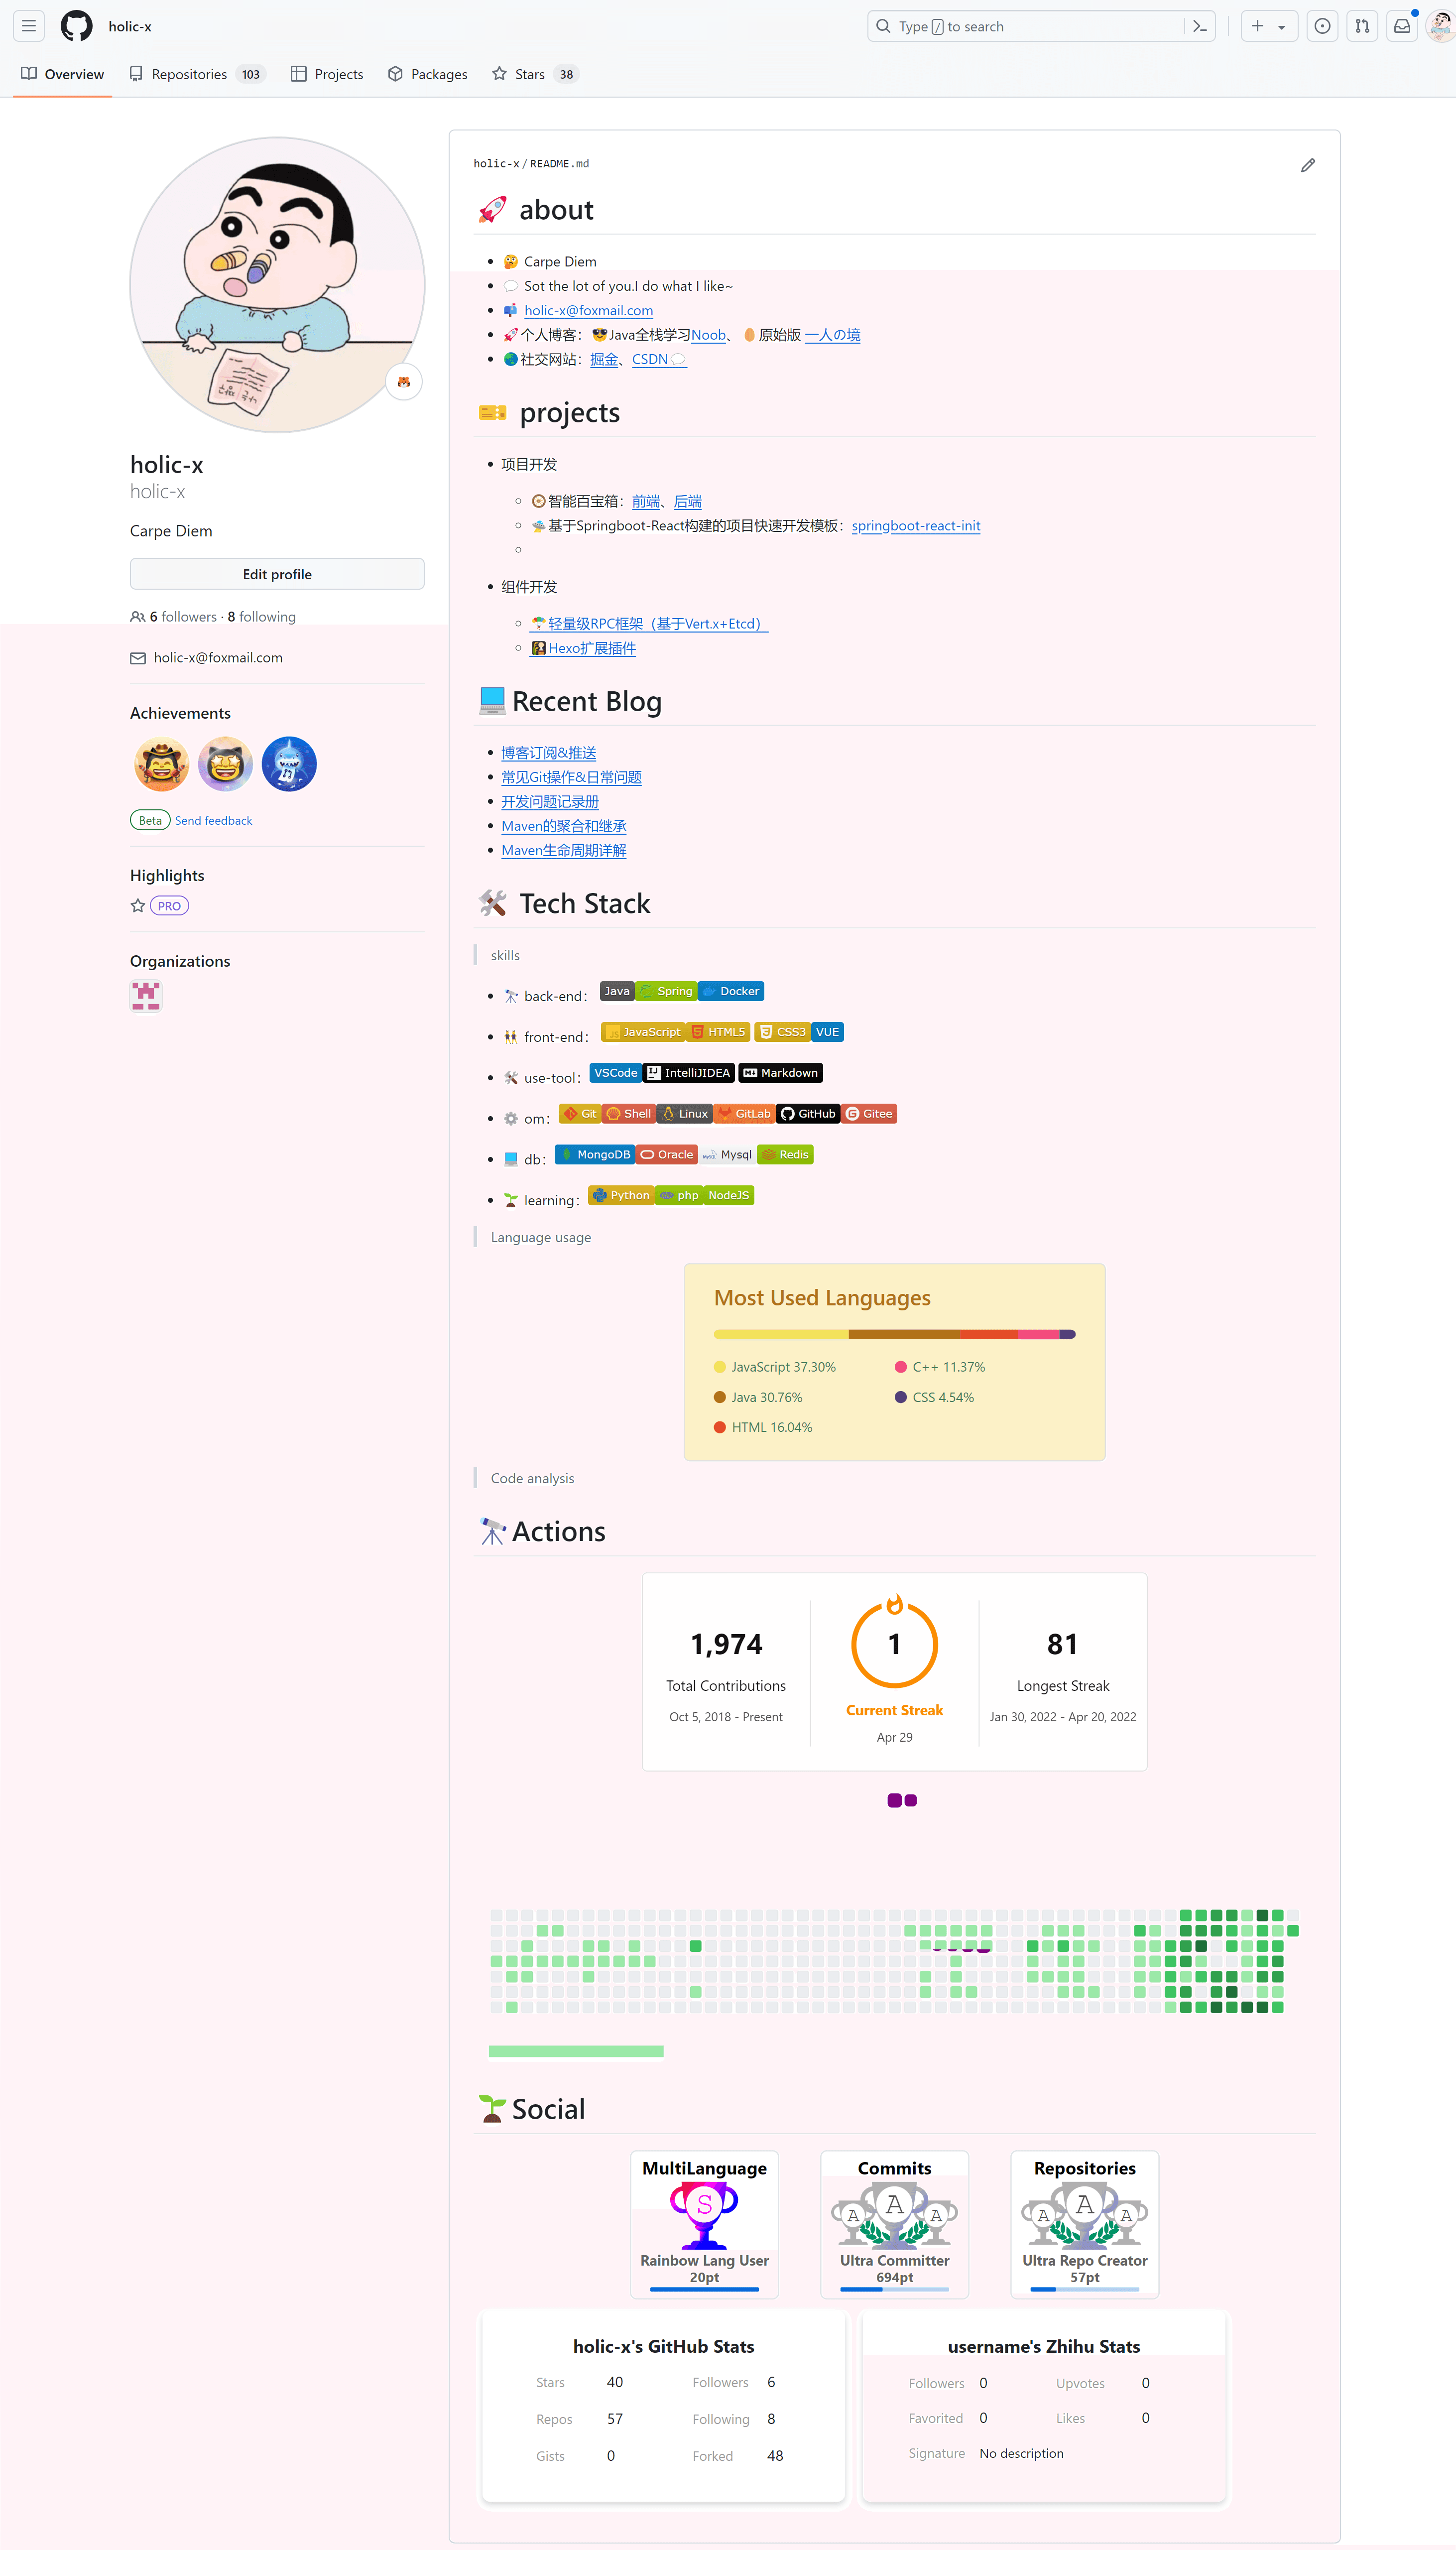 holic-x
Type / to search
Overview
Repositories 103
Projects
Packages
Stars 38
holic-x
holic-x
Carpe Diem
Edit profile
6 followers · 8 following
holic-x@foxmail.com
Achievements
Beta Send feedback
Highlights
PRO
Organizations
holic-x/README.md
about
Carpe Diem
Sot the lot of you.I do what I like~
holic-x@foxmail.com
个人博客：Java全栈学习Noob、原始版 一人の境
社交网站：掘金、CSDN
projects
项目开发
智能百宝箱：前端、后端
基于Springboot-React构建的项目快速开发模板：springboot-react-init
组件开发
轻量级RPC框架（基于Vert.x+Etcd）
Hexo扩展插件
Recent Blog
博客订阅&推送
常见Git操作&日常问题
开发问题记录册
Maven的聚合和继承
Maven生命周期详解
Tech Stack
skills
back-end： Java Spring Docker
front-end： JavaScript HTML5 CSS3 VUE
use-tool： VSCode IntelliJIDEA Markdown
om： Git Shell Linux GitLab GitHub Gitee
db： MongoDB Oracle Mysql Redis
learning： Python php NodeJS
Language usage
Most Used Languages
JavaScript 37.30%
C++ 11.37%
Java 30.76%
CSS 4.54%
HTML 16.04%
Code analysis
Actions
1,974
Total Contributions
Oct 5, 2018 - Present
1
Current Streak
Apr 29
81
Longest Streak
Jan 30, 2022 - Apr 20, 2022
Social
MultiLanguage
S
Rainbow Lang User
20pt
Commits
A A A
Ultra Committer
694pt
Repositories
A A A
Ultra Repo Creator
57pt
holic-x's GitHub Stats
Stars 40 Followers 6
Repos 57 Following 8
Gists 0 Forked 48
username's Zhihu Stats
Followers 0 Upvotes 0
Favorited 0 Likes 0
Signature No description